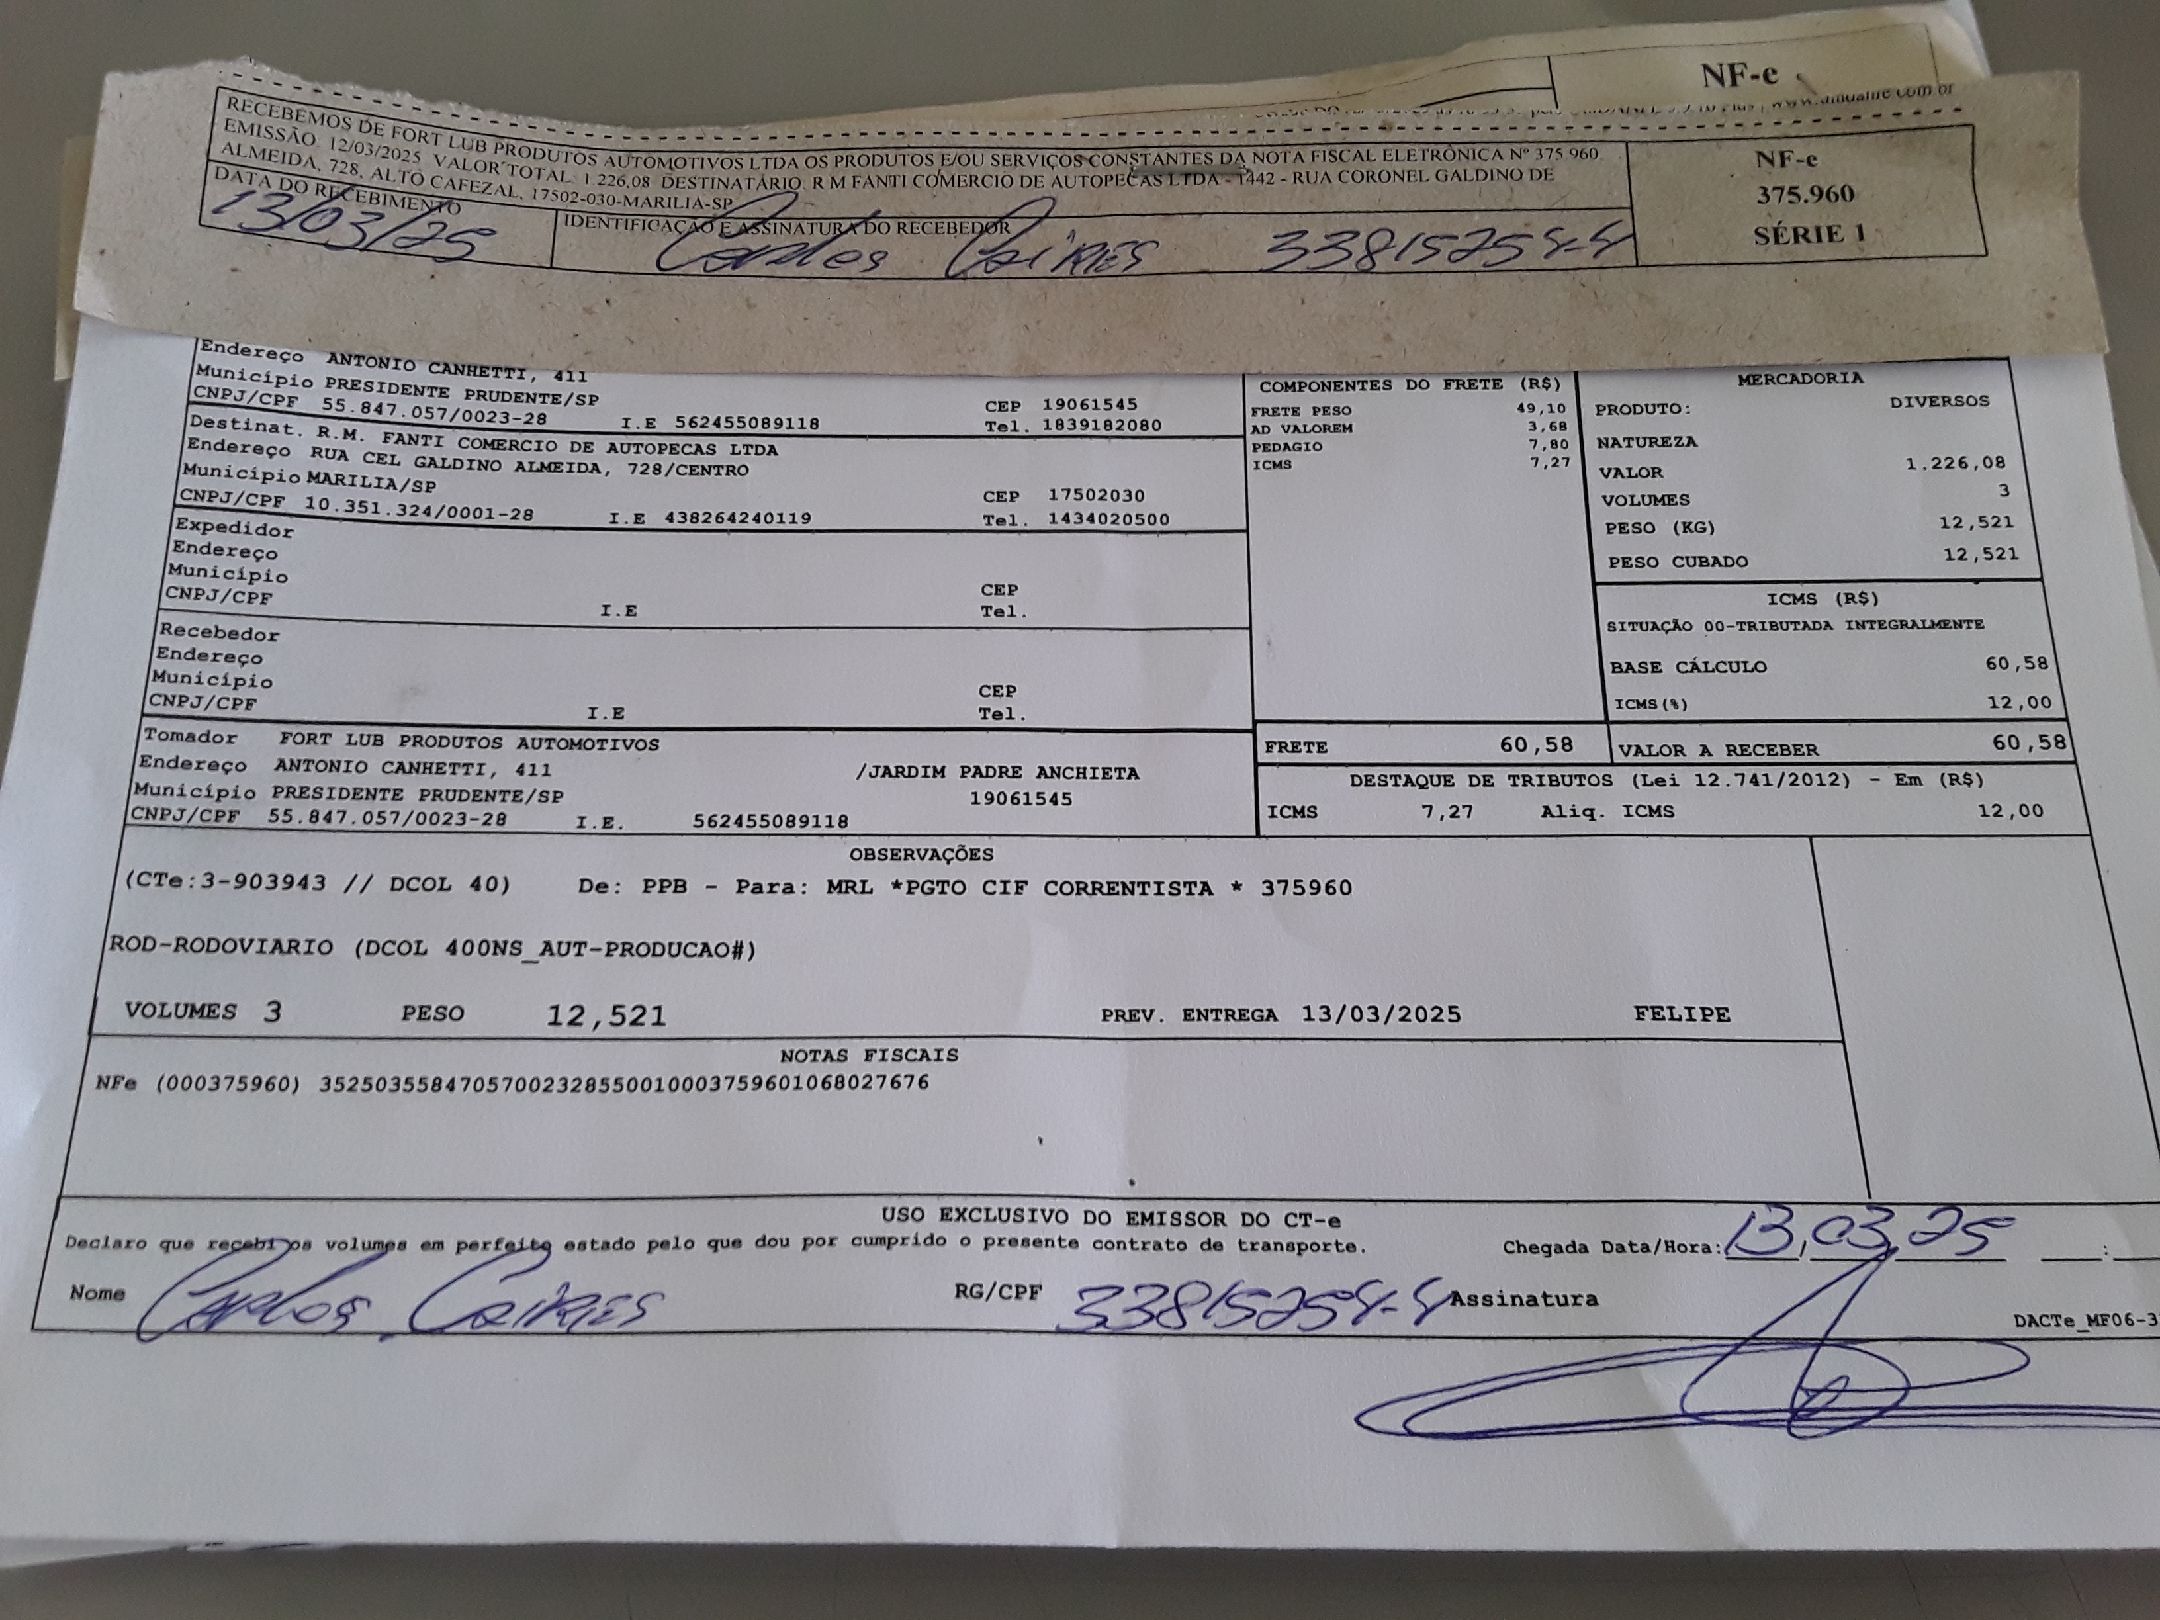 NF-e
RECEBEMOS DE FORT LUB PRODUTOS AUTOMOTIVOS LTDA OS PRODUTOS E/OU SERVIÇOS CONSTANTES DA NOTA FISCAL ELETRÔNICA Nº 375 960
EMISSÃO 12/03/2025 VALOR TOTAL 1 226,08 DESTINATÁRIO R M FANTI COMERCIO DE AUTOPECAS LTDA - 1442 - RUA CORONEL GALDINO DE
ALMEIDA, 728, ALTO CAFEZAL, 17502-030-MARILIA-SP
NF-e
375.960
SÉRIE 1
DATA DO RECEBIMENTO
13/03/25
IDENTIFICAÇÃO E ASSINATURA DO RECEBEDOR
Carlos Caires 33815254-4
Endereço ANTONIO CANHETTI, 411
Município PRESIDENTE PRUDENTE/SP CEP 19061545
CNPJ/CPF 55.847.057/0023-28 I.E 562455089118 Tel. 1839182080
Destinat. R.M. FANTI COMERCIO DE AUTOPECAS LTDA
Endereço RUA CEL GALDINO ALMEIDA, 728/CENTRO
Município MARILIA/SP CEP 17502030
CNPJ/CPF 10.351.324/0001-28 I.E 438264240119 Tel. 1434020500
Expedidor
Endereço
Município CEP
CNPJ/CPF I.E Tel.
Recebedor
Endereço
Município CEP
CNPJ/CPF I.E Tel.
Tomador FORT LUB PRODUTOS AUTOMOTIVOS
Endereço ANTONIO CANHETTI, 411 /JARDIM PADRE ANCHIETA
Município PRESIDENTE PRUDENTE/SP 19061545
CNPJ/CPF 55.847.057/0023-28 I.E. 562455089118
COMPONENTES DO FRETE (R$)
FRETE PESO 49,10
AD VALOREM 3,68
PEDAGIO 7,80
ICMS 7,27
MERCADORIA
PRODUTO: DIVERSOS
NATUREZA
VALOR 1.226,08
VOLUMES 3
PESO (KG) 12,521
PESO CUBADO 12,521
ICMS (R$)
SITUAÇÃO 00-TRIBUTADA INTEGRALMENTE
BASE CÁLCULO 60,58
ICMS(%) 12,00
FRETE 60,58 VALOR A RECEBER 60,58
DESTAQUE DE TRIBUTOS (Lei 12.741/2012) - Em (R$)
ICMS 7,27 Aliq. ICMS 12,00
OBSERVAÇÕES
(CTe:3-903943 // DCOL 40) De: PPB - Para: MRL *PGTO CIF CORRENTISTA * 375960
ROD-RODOVIARIO (DCOL 400NS_AUT-PRODUCAO#)
VOLUMES 3 PESO 12,521 PREV. ENTREGA 13/03/2025 FELIPE
NOTAS FISCAIS
NFe (000375960) 35250355847057002328550010003759601068027676
USO EXCLUSIVO DO EMISSOR DO CT-e
Declaro que recebi os volumes em perfeito estado pelo que dou por cumprido o presente contrato de transporte. Chegada Data/Hora: 13/03/25 :
Nome Carlos Caires RG/CPF 33815254-4 Assinatura
DACTe_MF06-3